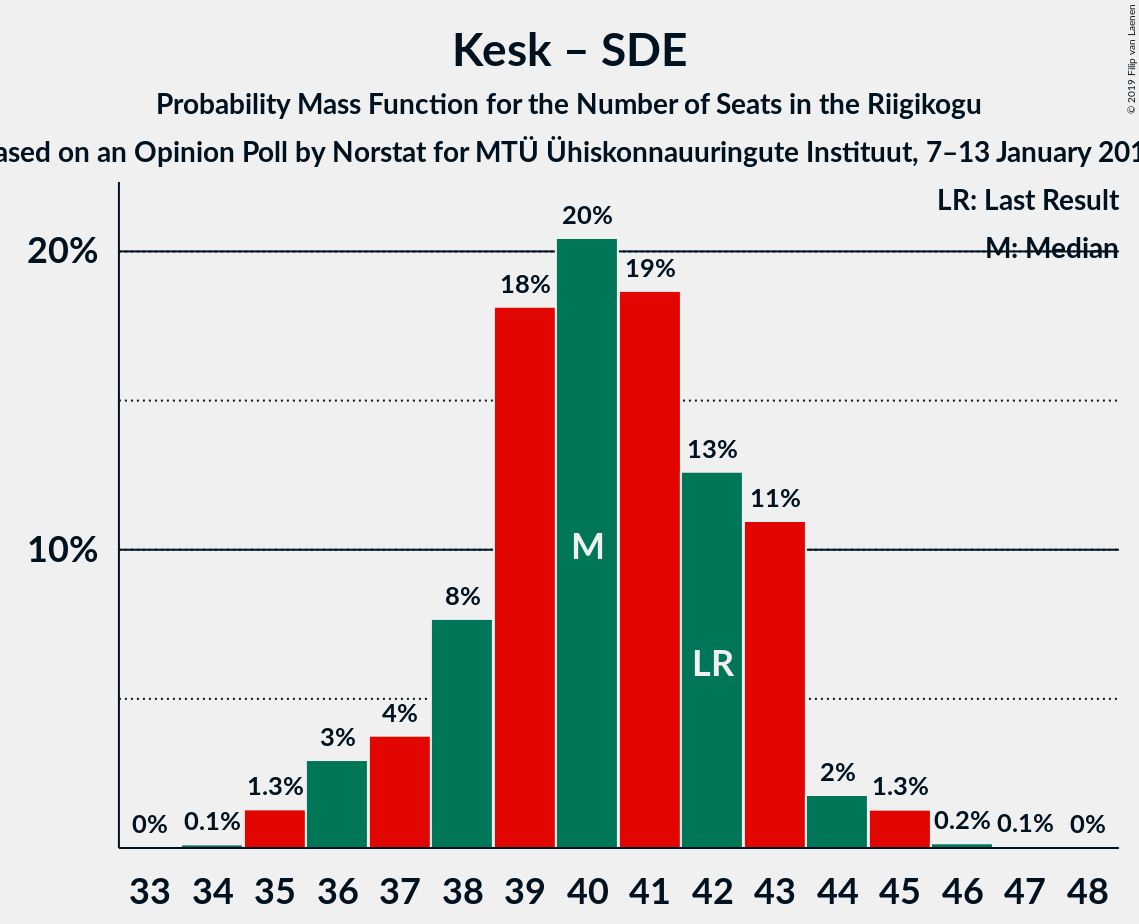 Kesk – SDE
Probability Mass Function for the Number of Seats in the Riigikogu
ased on an Opinion Poll by Norstat for MTÜ Ühiskonnauuringute Instituut, 7–13 January 201
© 2019 Filip van Laenen
LR: Last Result
M: Median
20%
10%
0%
0.1%
1.3%
3%
4%
8%
18%
20%
19%
13%
11%
2%
1.3%
0.2%
0.1%
0%
M
LR
33 34 35 36 37 38 39 40 41 42 43 44 45 46 47 48